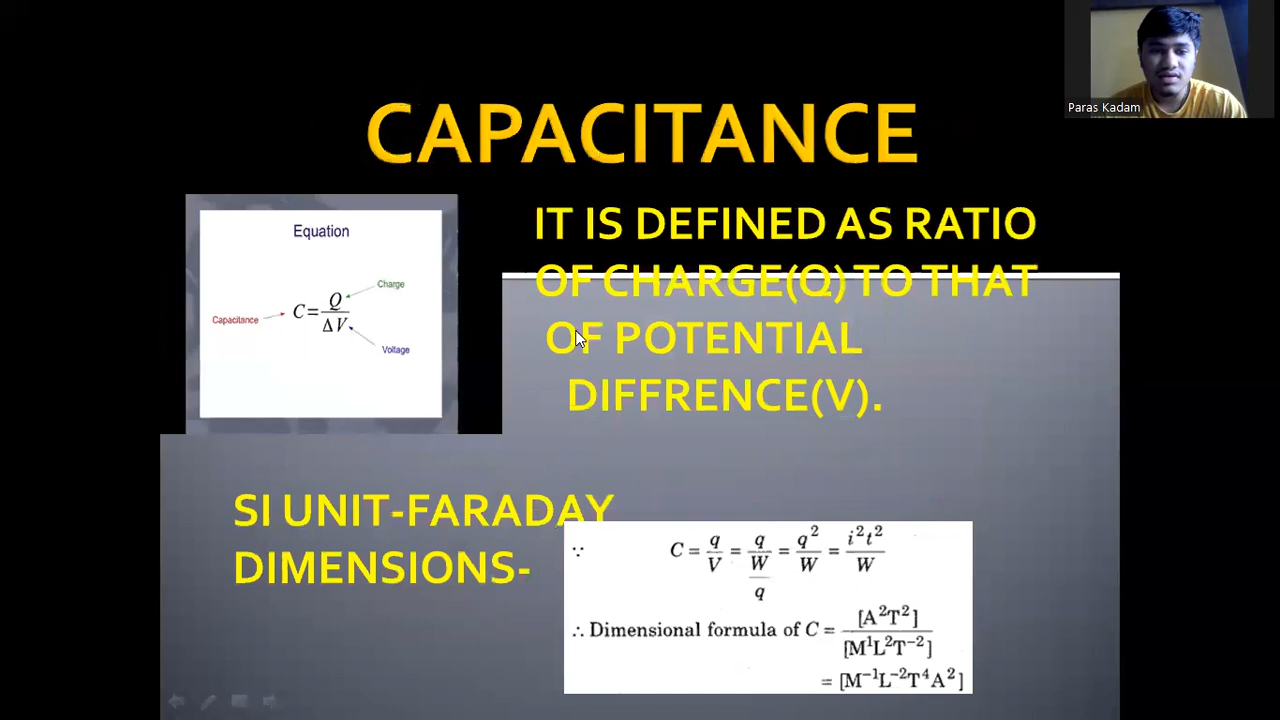 Paras Kadam
CAPACITANCE
Equation
Charge
Capacitance
C = Q / ΔV
Voltage
IT IS DEFINED AS RATIO
OF CHARGE(Q) TO THAT
OF POTENTIAL
DIFFRENCE(V).
SI UNIT-FARADAY
DIMENSIONS-
∵ C = q/V = q/(W/q) = q²/W = i²t²/W
∴ Dimensional formula of C = [A²T²]/[M¹L²T⁻²]
= [M⁻¹L⁻²T⁴A²]